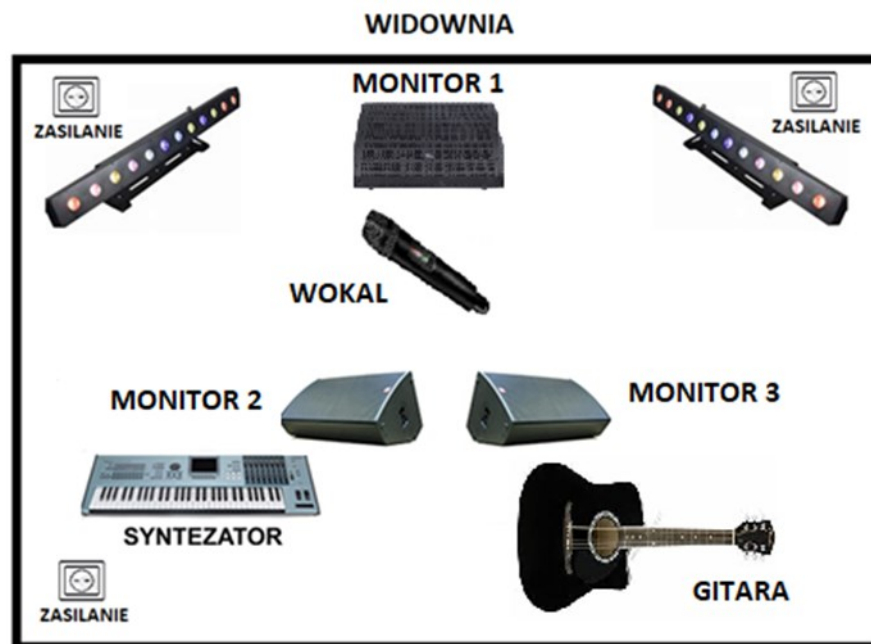 WIDOWNIA
MONITOR 1
ZASILANIE
ZASILANIE
WOKAL
MONITOR 2
MONITOR 3
SYNTEZATOR
GITARA
ZASILANIE